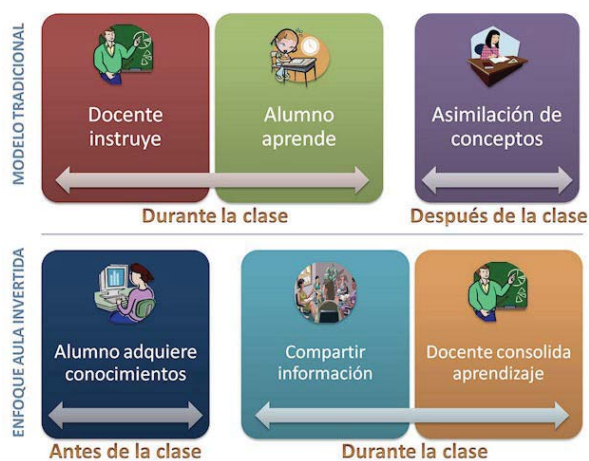 MODELO TRADICIONAL
Docente
instruye
Alumno
aprende
Asimilación de
conceptos
Durante la clase
Después de la clase
ENFOQUE AULA INVERTIDA
Alumno adquiere
conocimientos
Compartir
información
Docente consolida
aprendizaje
Antes de la clase
Durante la clase